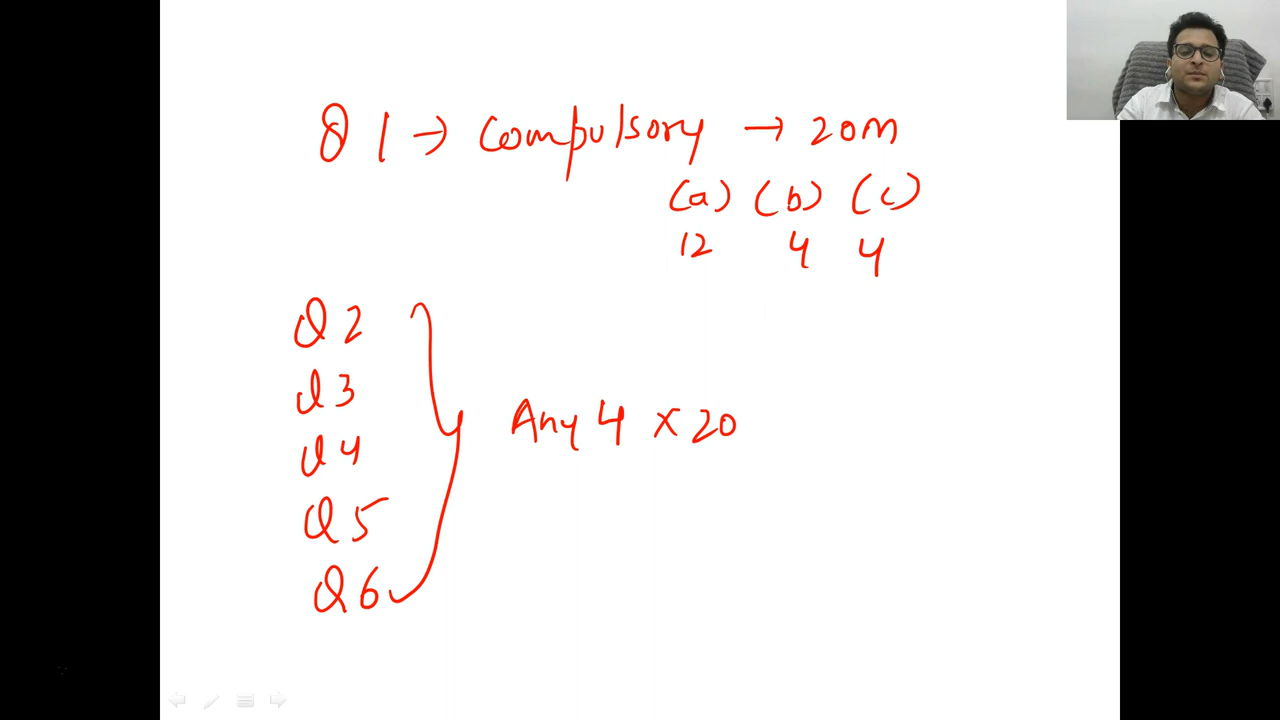 Q 1 → Compulsory → 20m
(a) (b) (c)
12 4 4
Q 2
Q 3
Q 4
Any 4 × 20
Q 5
Q 6